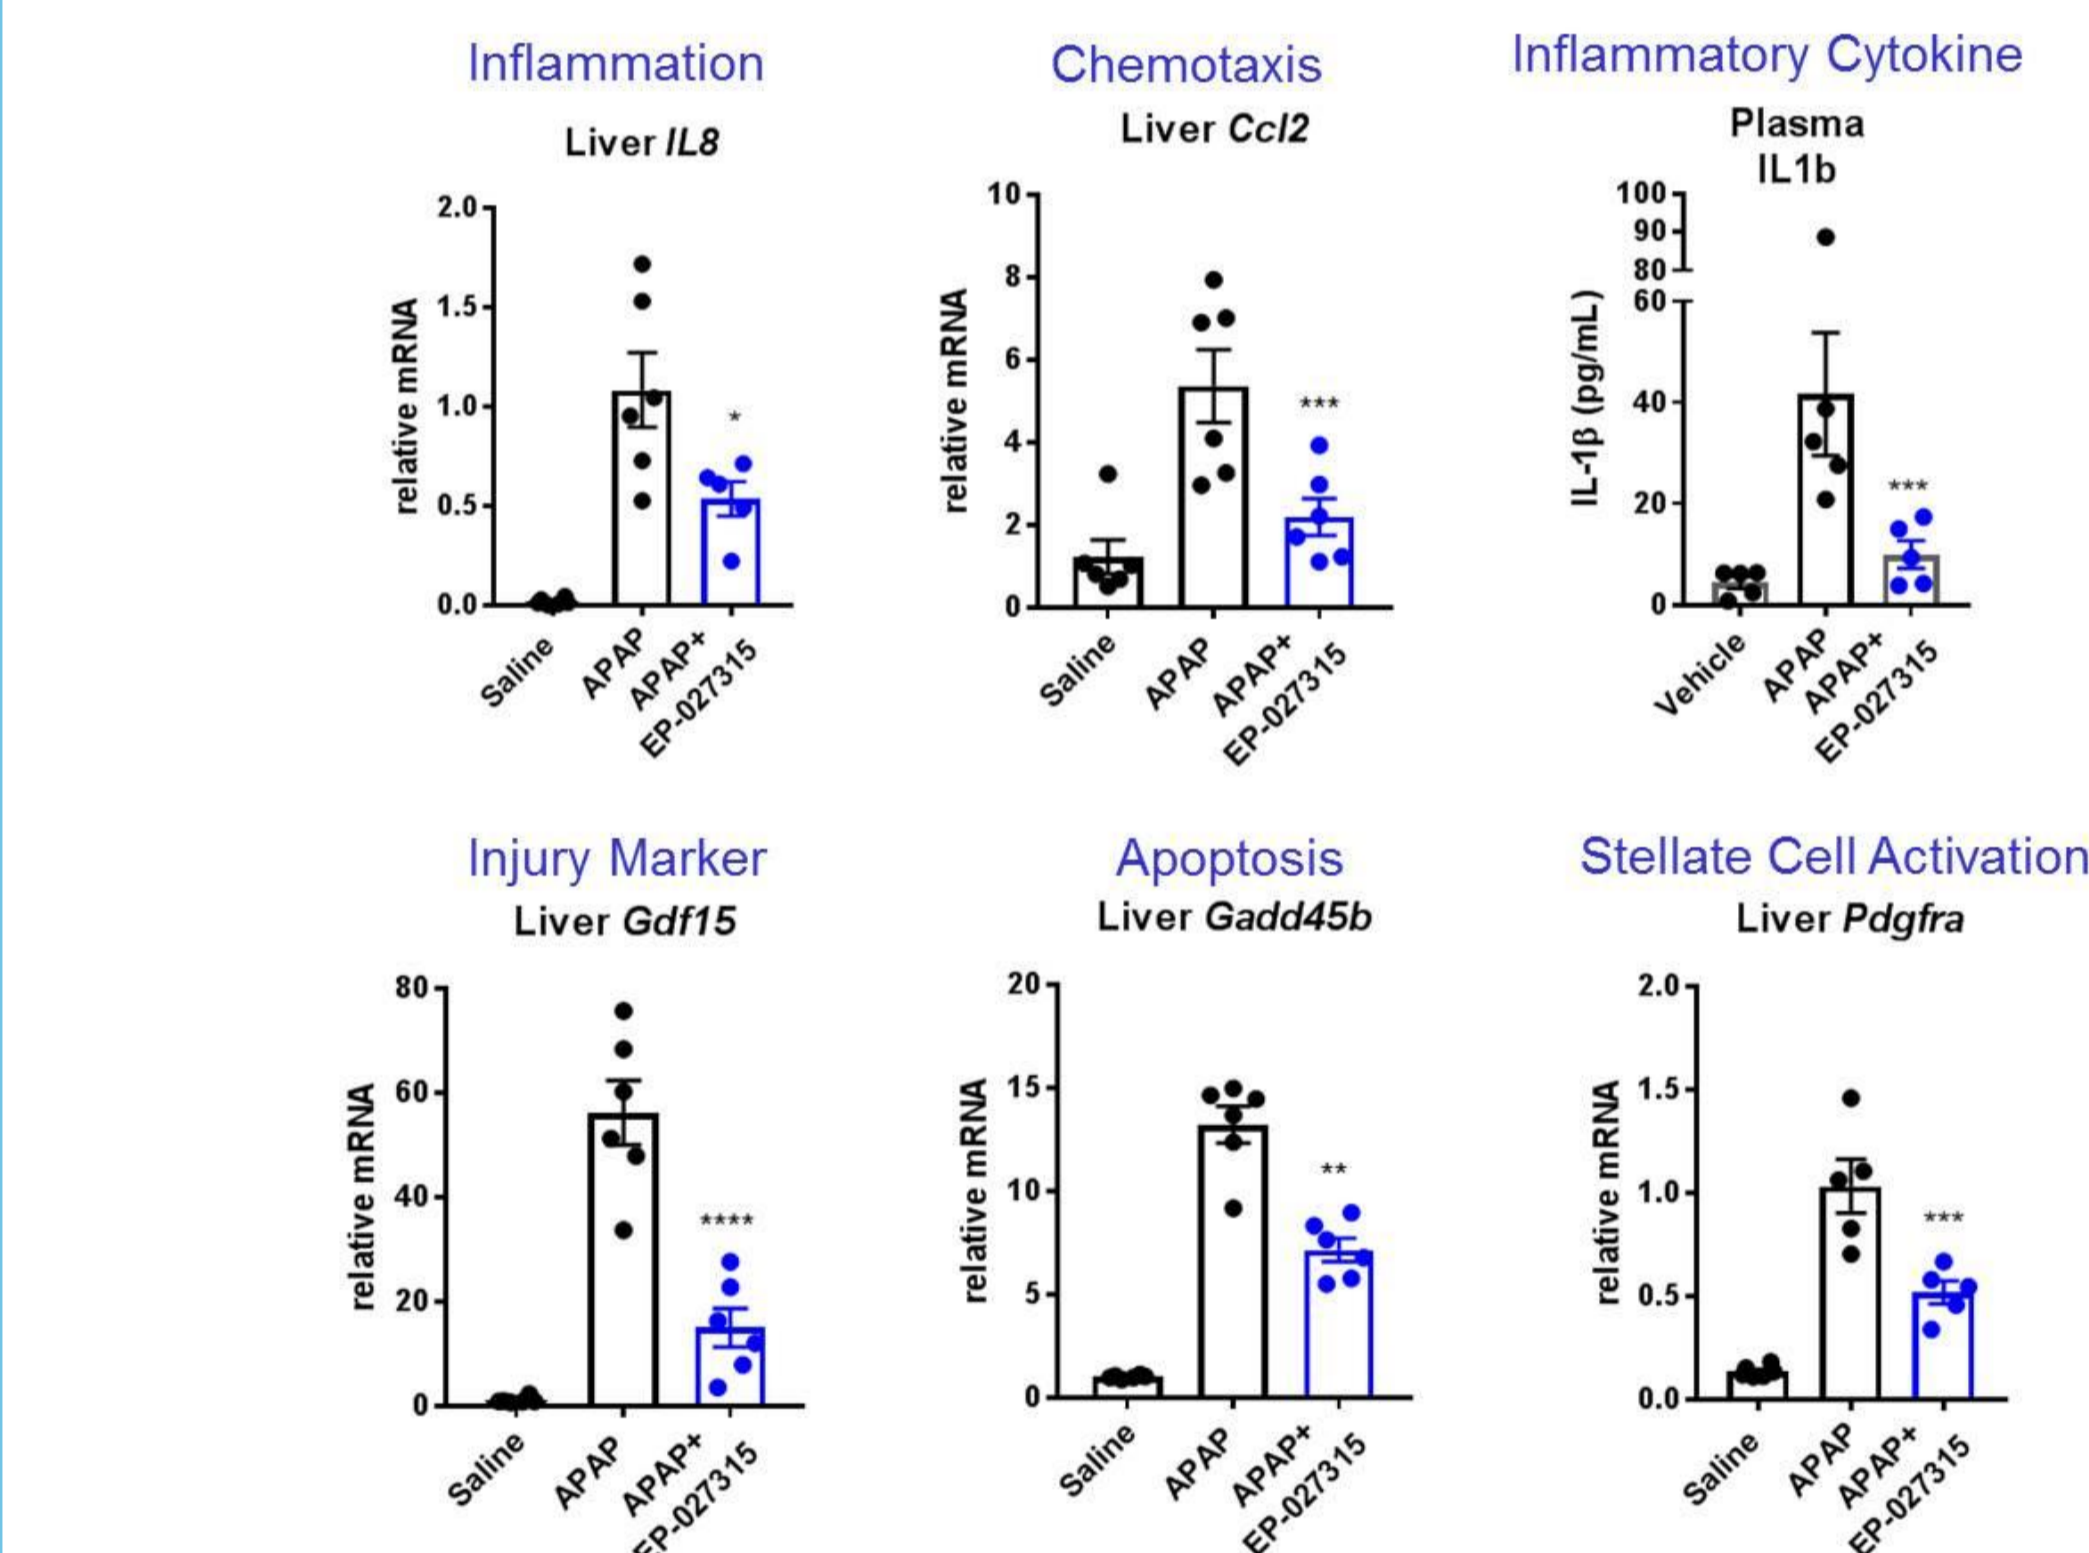 Inflammation
Liver IL8
relative mRNA
2.0
1.5
1.0
0.5
0.0
*
Saline
APAP
APAP+
EP-027315
Chemotaxis
Liver Ccl2
relative mRNA
10
8
6
4
2
0
***
Saline
APAP
APAP+
EP-027315
Inflammatory Cytokine
Plasma
IL1b
IL-1β (pg/mL)
100
90
80
60
40
20
0
***
Vehicle
APAP
APAP+
EP-027315
Injury Marker
Liver Gdf15
relative mRNA
80
60
40
20
0
****
Saline
APAP
APAP+
EP-027315
Apoptosis
Liver Gadd45b
relative mRNA
20
15
10
5
0
**
Saline
APAP
APAP+
EP-027315
Stellate Cell Activation
Liver Pdgfra
relative mRNA
2.0
1.5
1.0
0.5
0.0
***
Saline
APAP
APAP+
EP-027315